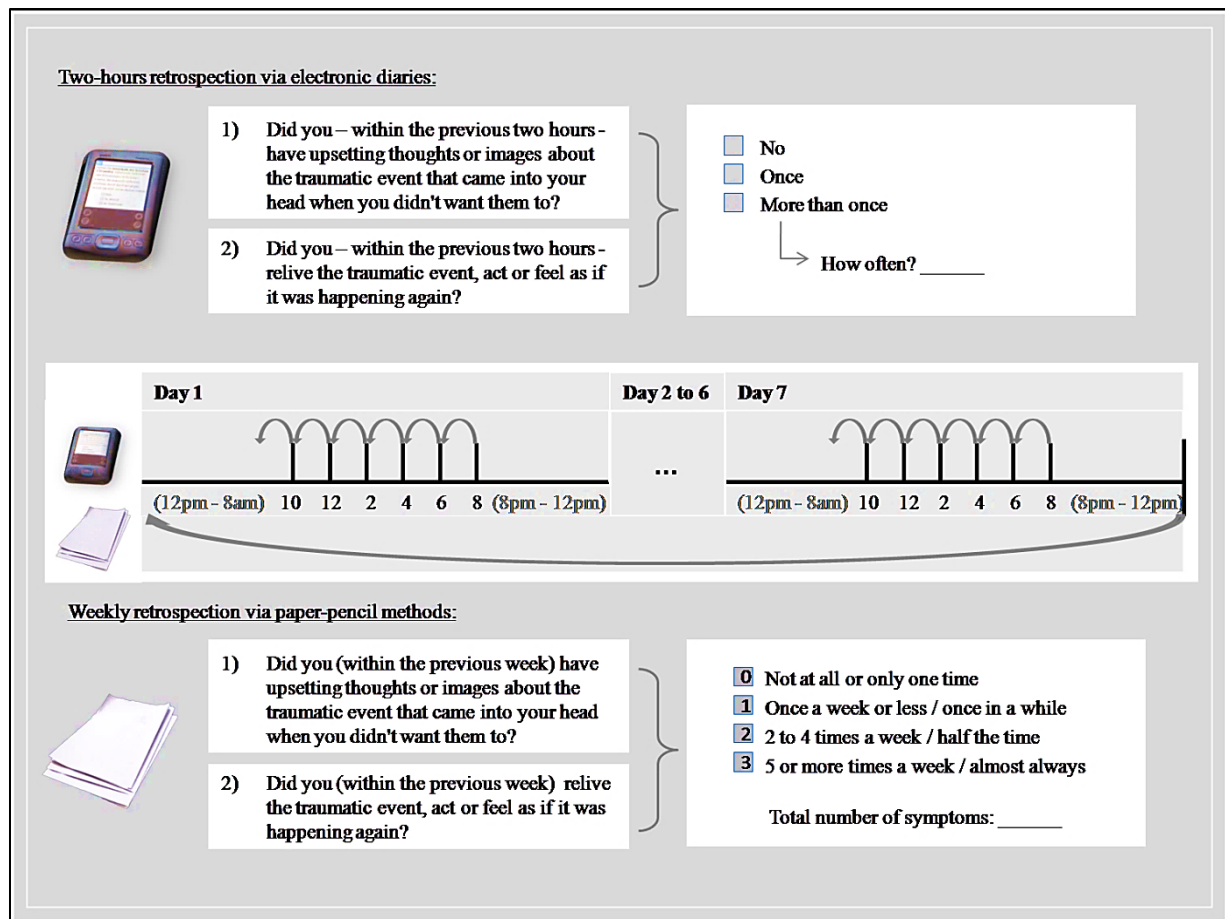 Two-hours retrospection via electronic diaries:
1) Did you – within the previous two hours -
have upsetting thoughts or images about
the traumatic event that came into your
head when you didn't want them to?
2) Did you – within the previous two hours -
relive the traumatic event, act or feel as if
it was happening again?
No
Once
More than once
How often? ______
Day 1
Day 2 to 6
Day 7
...
(12pm - 8am) 10 12 2 4 6 8 (8pm - 12pm)
(12pm - 8am) 10 12 2 4 6 8 (8pm - 12pm)
Weekly retrospection via paper-pencil methods:
1) Did you (within the previous week) have
upsetting thoughts or images about the
traumatic event that came into your head
when you didn't want them to?
2) Did you (within the previous week) relive
the traumatic event, act or feel as if it was
happening again?
0 Not at all or only one time
1 Once a week or less / once in a while
2 2 to 4 times a week / half the time
3 5 or more times a week / almost always
Total number of symptoms: ______